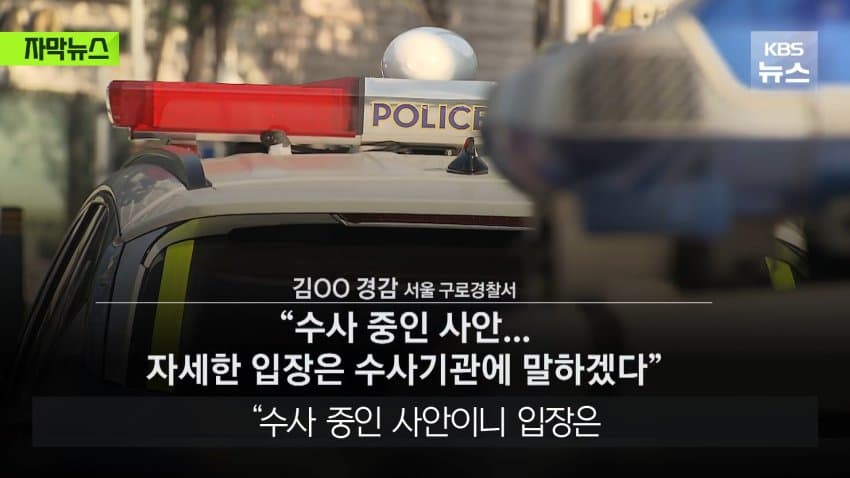 자막뉴스
KBS
뉴스
POLICE
김OO 경감 서울 구로경찰서
“수사 중인 사안...
자세한 입장은 수사기관에 말하겠다”
“수사 중인 사안이니 입장은